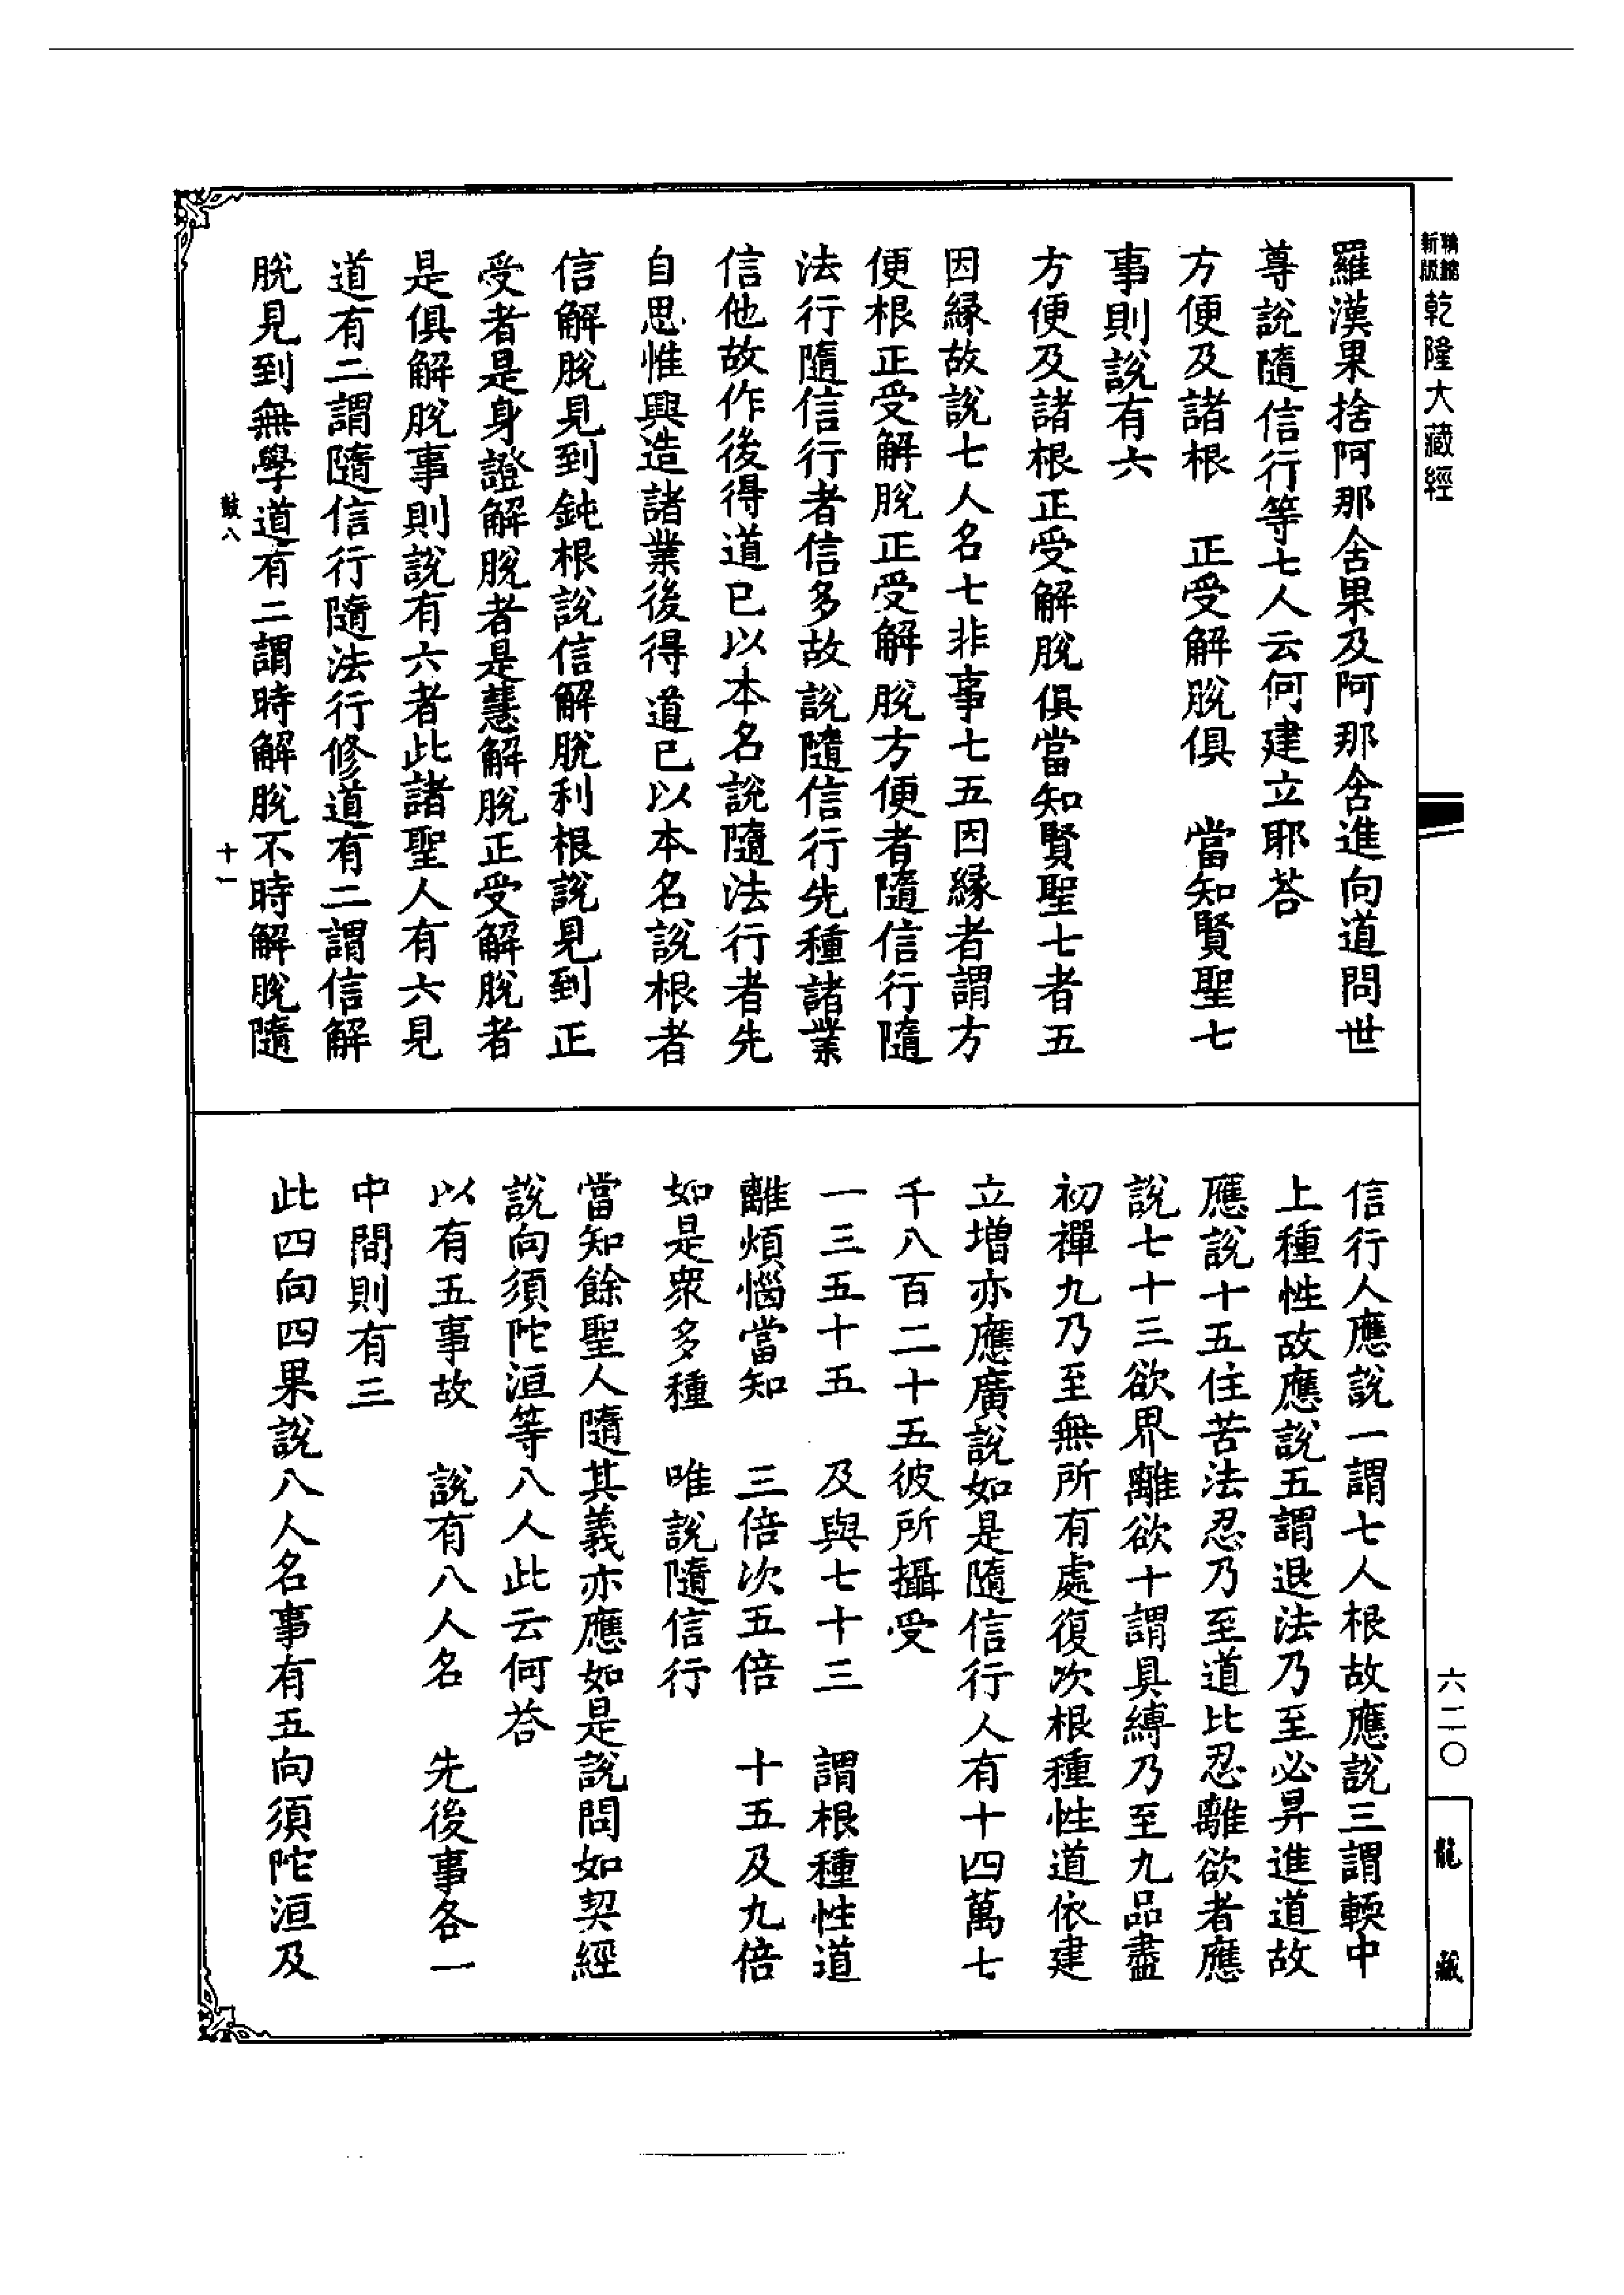 新版
乾隆大藏經
羅漢果捨阿那含果及阿那含進向道問世
尊說隨信行等七人云何建立耶荅
方便及諸根　正受解脫俱　當知賢聖七
事則說有六
方便及諸根正受解脫俱當知賢聖七者五
因緣故說七人名七非事七五因緣者謂方
便根正受解脫正受解脫方便者隨信行隨
法行隨信行者信多故說隨信行先種諸業
信他故作後得道已以本名說隨法行者先
自思惟興造諸業後得道已以本名說根者
信解脫見到鈍根說信解脫利根說見到正
受者是身證解脫者是慧解脫正受解脫者
是俱解脫事則說有六者此諸聖人有六見
道有二謂隨信行隨法行修道有二謂信解
脫見到無學道有二謂時解脫不時解脫隨
鼓八
十一
信行人應說一謂七人根故應說三謂輭中
上種性故應說五謂退法乃至必昇進道故
應說十五住苦法忍乃至道比忍離欲者應
說七十三欲界離欲十謂具縛乃至九品盡
初禪九乃至無所有處復次根種性道依建
立增亦應廣說如是隨信行人有十四萬七
千八百二十五彼所攝受
一三五十五　及與七十三　謂根種性道
離煩惱當知　三倍次五倍　十五及九倍
如是衆多種　唯說隨信行
當知餘聖人隨其義亦應如是說問如契經
說向須陀洹等八人此云何荅
以有五事故　說有八人名　先後事各一
中間則有三
此四向四果說八人名事有五向須陀洹及
六二〇
龍藏